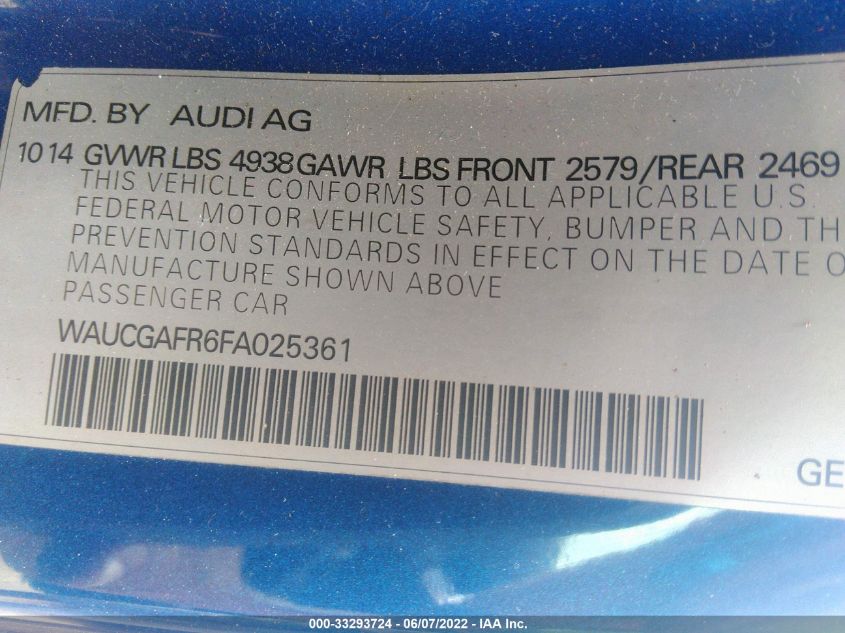 MFD. BY AUDI AG
1014 GVWR LBS 4938 GAWR LBS FRONT 2579/REAR 2469
THIS VEHICLE CONFORMS TO ALL APPLICABLE U.S.
FEDERAL MOTOR VEHICLE SAFETY, BUMPER AND TH
PREVENTION STANDARDS IN EFFECT ON THE DATE O
MANUFACTURE SHOWN ABOVE
PASSENGER CAR
WAUCGAFR6FA025361
GE
000-33293724 - 06/07/2022 - IAA Inc.